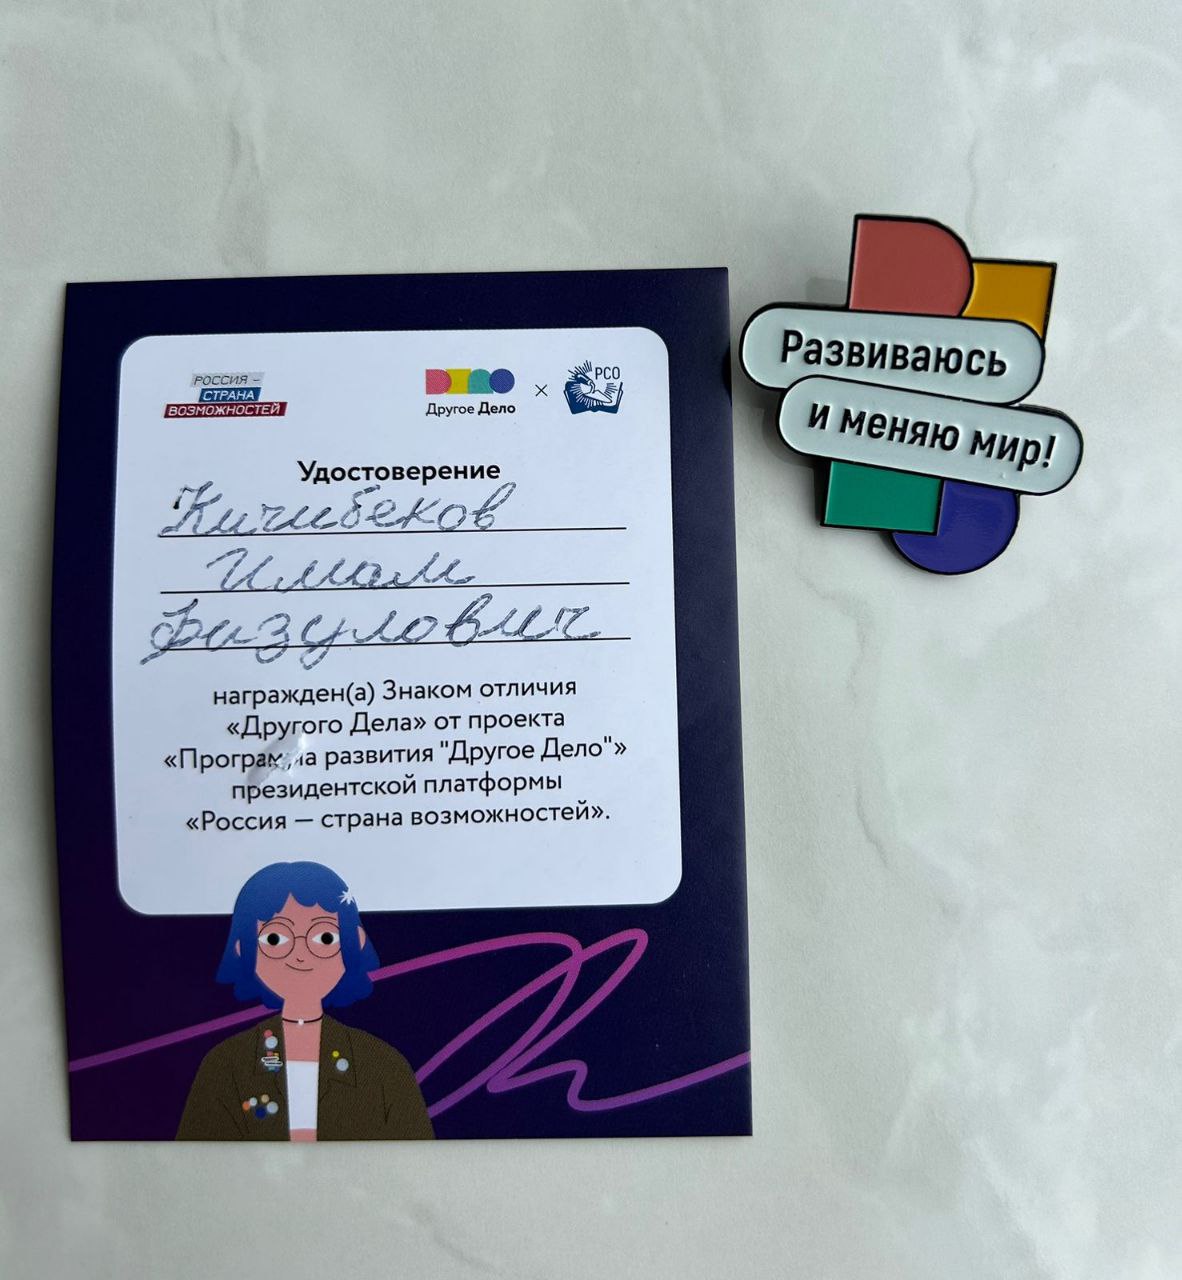 РОССИЯ –
СТРАНА
ВОЗМОЖНОСТЕЙ
Другое Дело
×
РСО
Удостоверение
Кичибеков
Имам
Физулович
награжден(а) Знаком отличия
«Другого Дела» от проекта
«Программа развития "Другое Дело"»
президентской платформы
«Россия — страна возможностей».
Развиваюсь
и меняю мир!